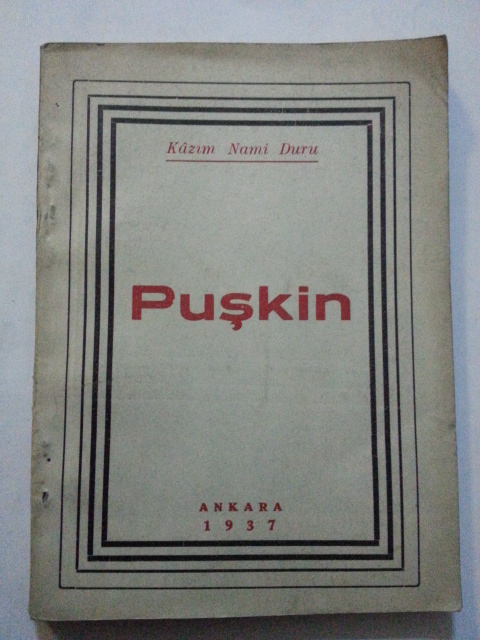 Kâzım Nami Duru
Puşkin
ANKARA
1937